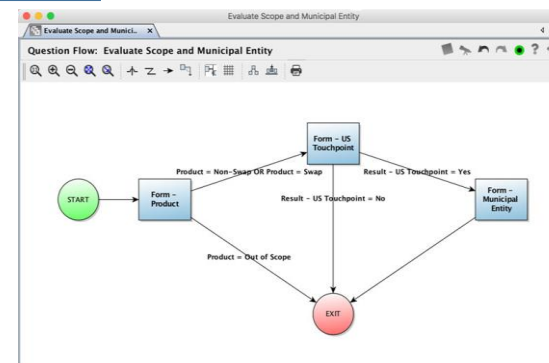 Evaluate Scope and Municipal Entity
Evaluate Scope and Munici.. x
Question Flow: Evaluate Scope and Municipal Entity
?
Form - US
Touchpoint
Product = Non-Swap OR Product = Swap
Result - US Touchpoint = Yes
START
Form -
Product
Result - US Touchpoint = No
Form -
Municipal
Entity
Product = Out of Scope
EXIT